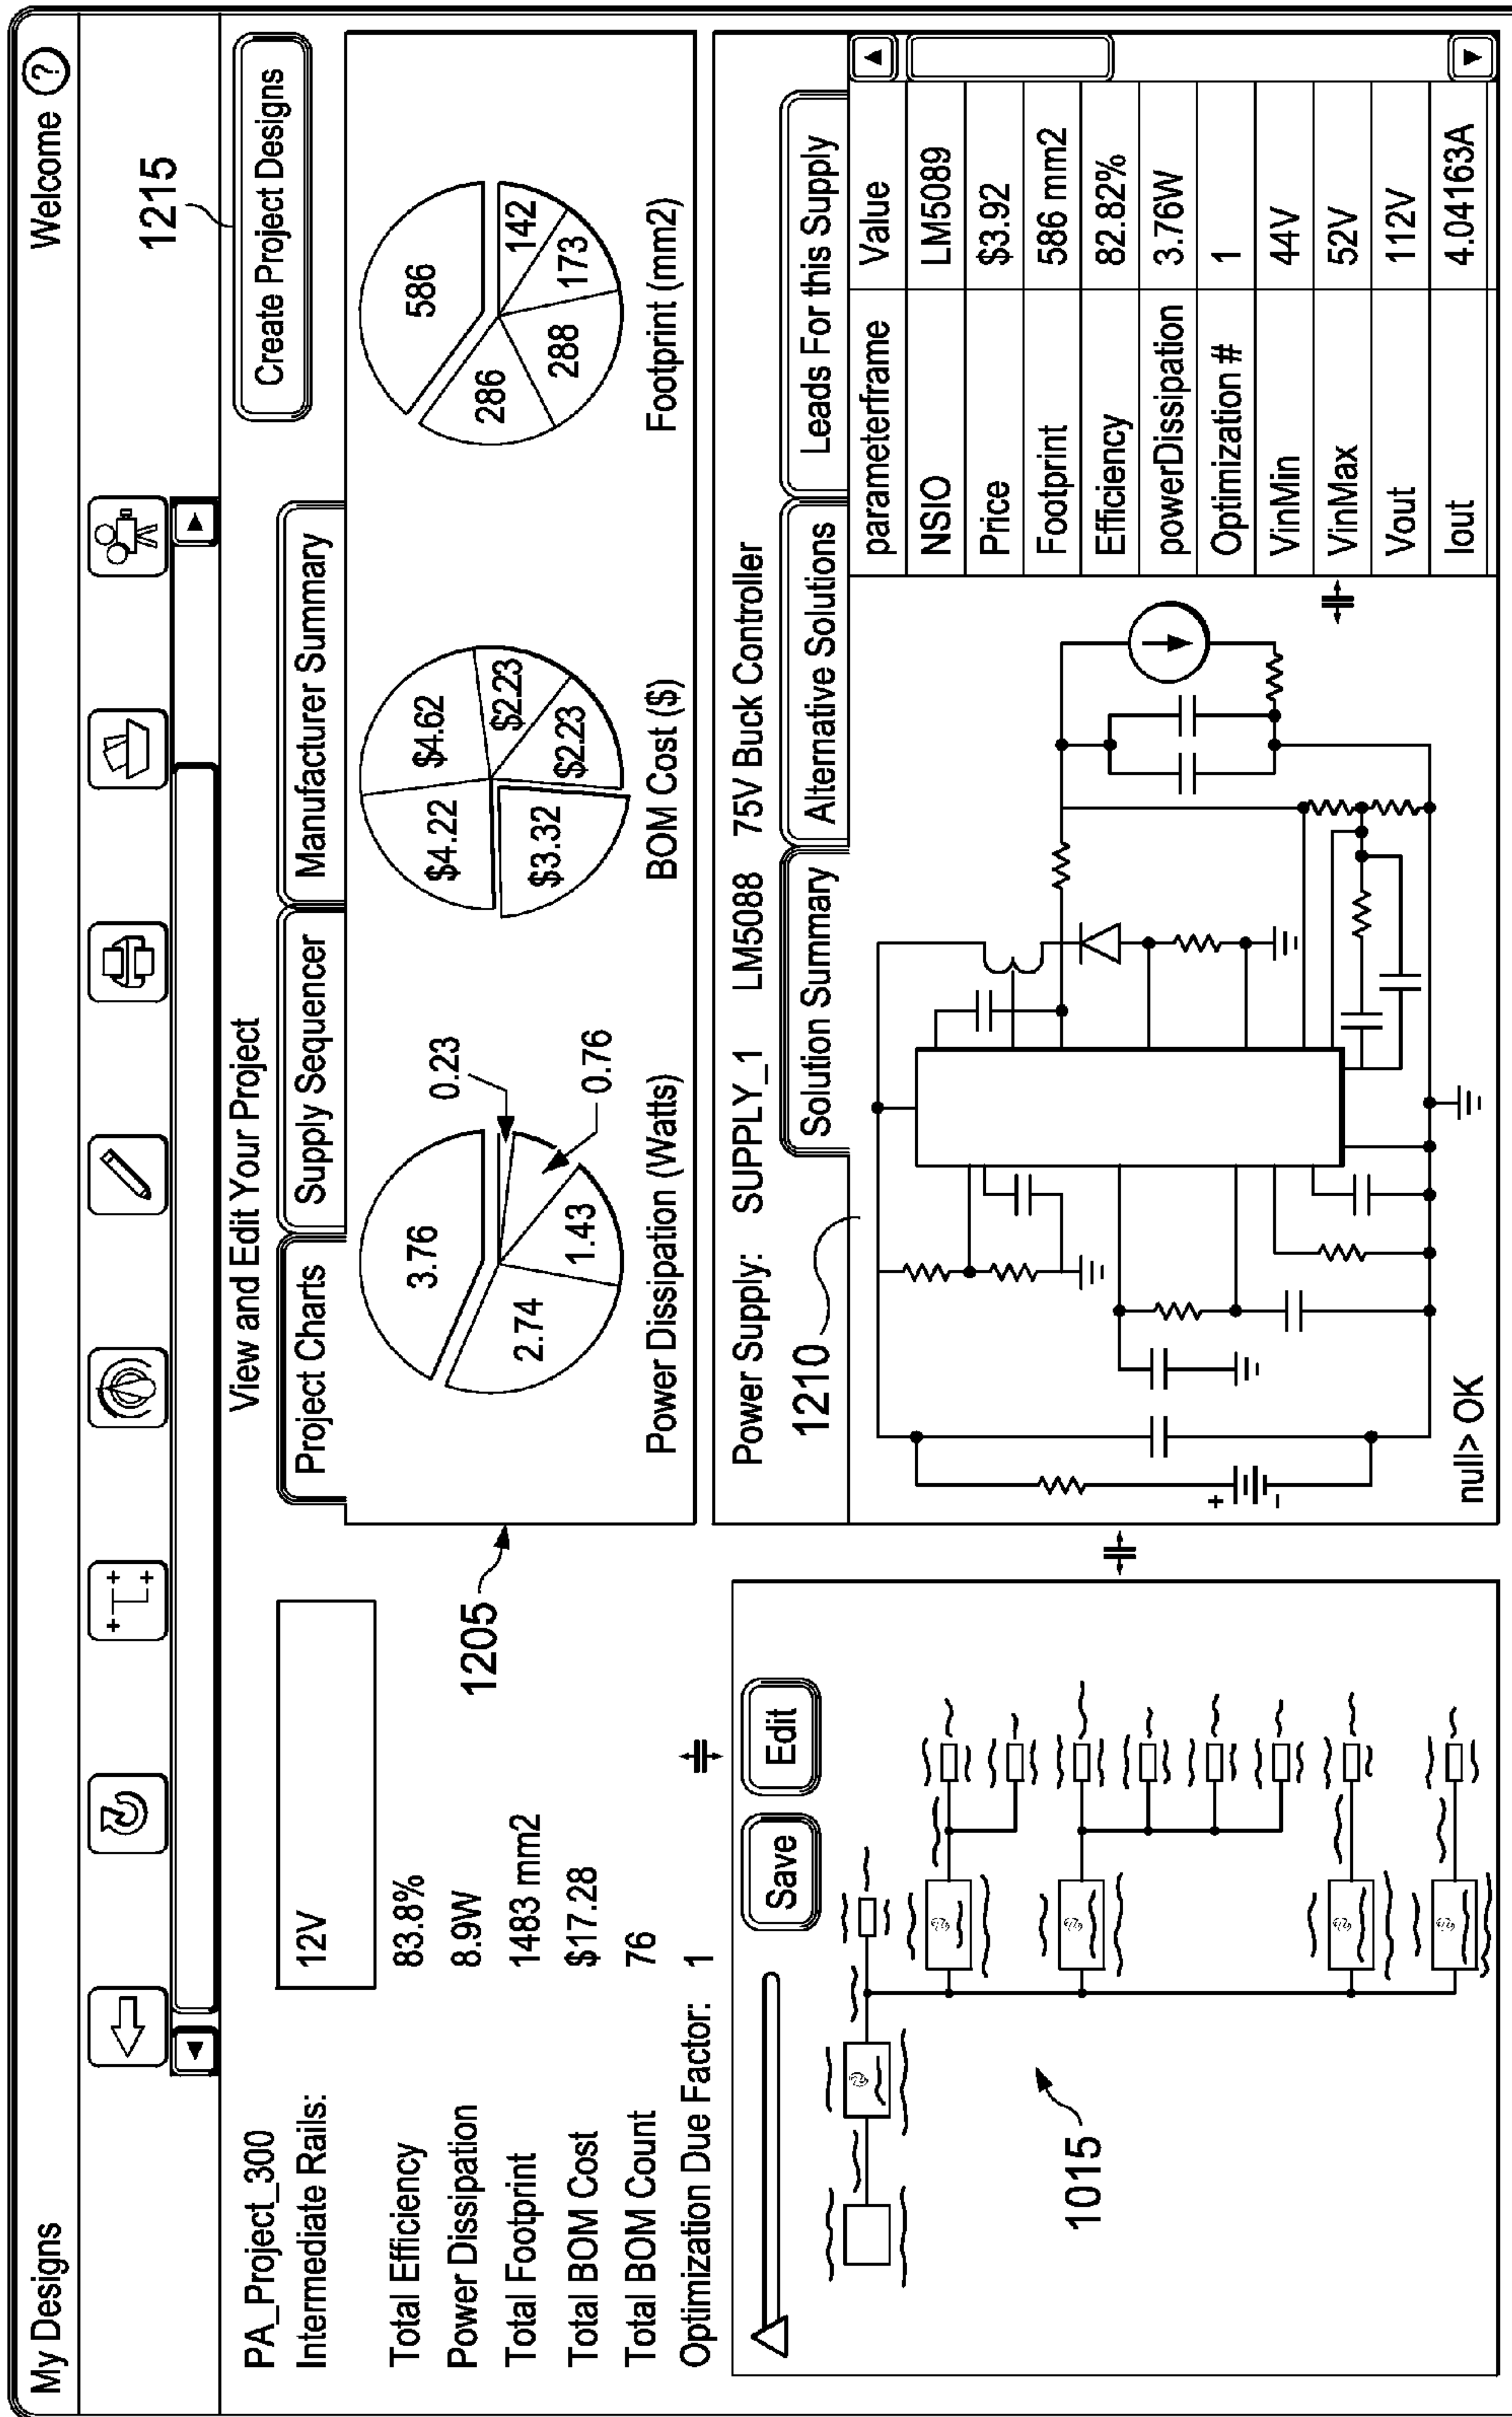 My Designs
Welcome ?
1215
View and Edit Your Project
Create Project Designs
PA_Project_300
Intermediate Rails: 12V
Total Efficiency 83.8%
Power Dissipation 8.9W
Total Footprint 1483 mm2
Total BOM Cost $17.28
Total BOM Count 76
Optimization Due Factor: 1
1205
Project Charts
Supply Sequencer
Manufacturer Summary
3.76
0.23
0.76
1.43
2.74
Power Dissipation (Watts)
$4.62
$2.23
$2.23
$3.32
$4.22
BOM Cost ($)
586
142
173
288
286
Footprint (mm2)
Save
Edit
1015
Power Supply: SUPPLY_1 LM5088 75V Buck Controller
1210
Solution Summary
Alternative Solutions
Leads For this Supply
parameterframe Value
NSIO LM5089
Price $3.92
Footprint 586 mm2
Efficiency 82.82%
powerDissipation 3.76W
Optimization # 1
VinMin 44V
VinMax 52V
Vout 112V
Iout 4.04163A
null> OK